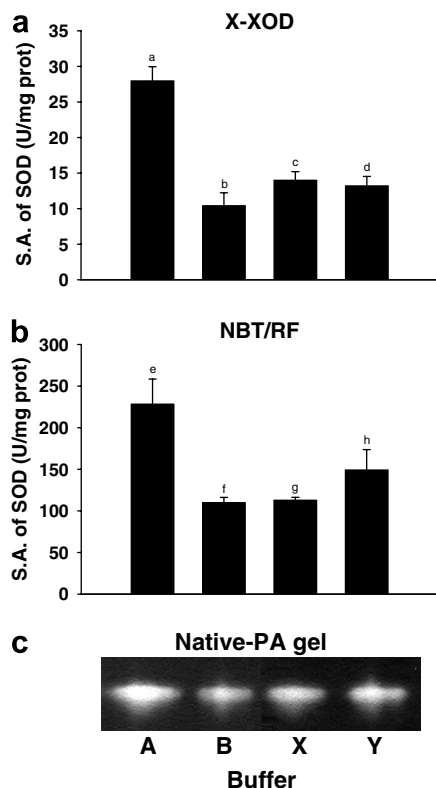 a
X-XOD
S.A. of SOD (U/mg prot)
35
30
25
20
15
10
5
0
a
b
c
d
b
NBT/RF
S.A. of SOD (U/mg prot)
300
250
200
150
100
50
0
e
f
g
h
c
Native-PA gel
A B X Y
Buffer